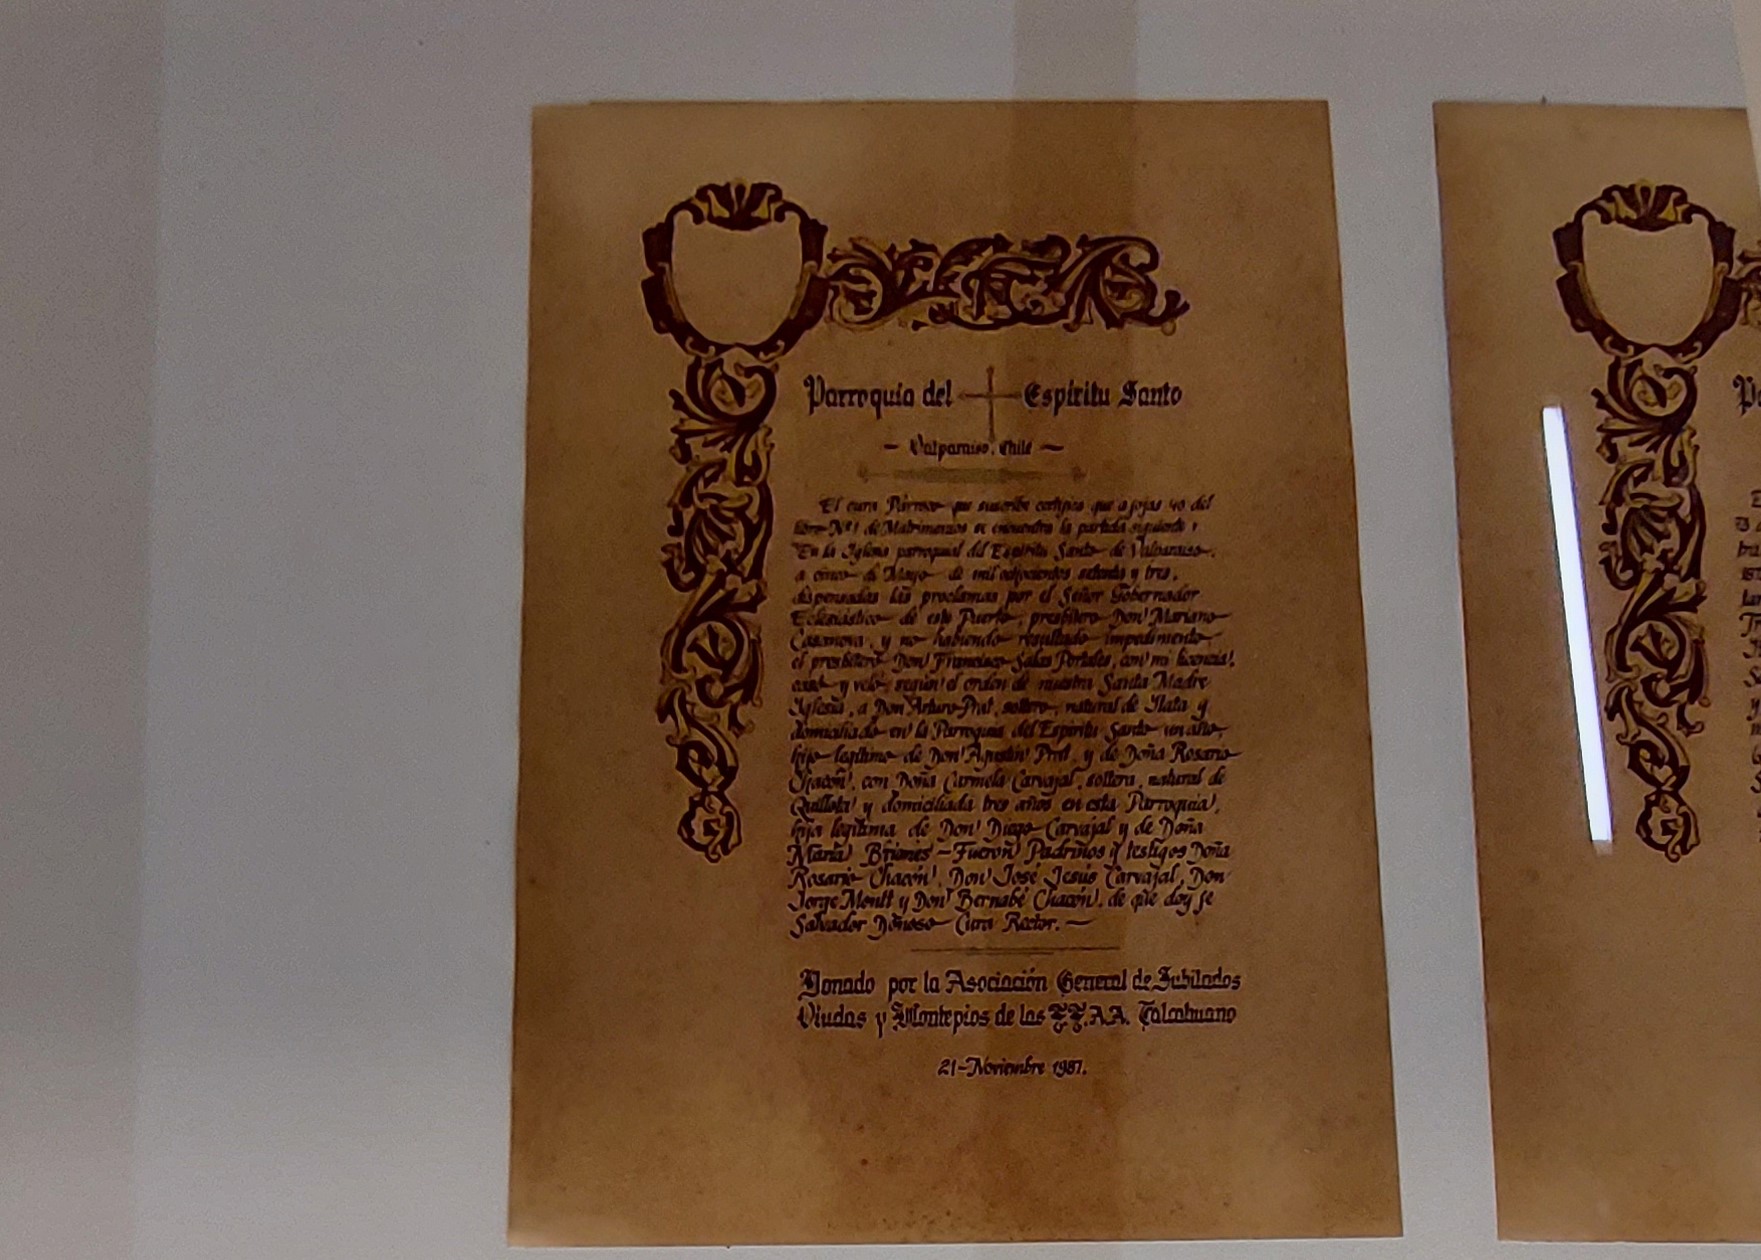 Parroquia del Espíritu Santo
— Valparaíso, Chile —
El cura Párroco que suscribe certifica que a fojas 40 del
libro Nº1 de Matrimonios se encuentra la partida siguiente:
En la Iglesia parroquial del Espíritu Santo de Valparaíso,
a cinco de Mayo de mil ochocientos setenta y tres,
dispensadas las proclamas por el Señor Gobernador
Eclesiástico de este Puerto, presbítero Don Mariano
Casanova, y no habiendo resultado impedimento
el presbítero Don Francisco Salas Portales, con mi licencia,
casó y veló, según el orden de nuestra Santa Madre
Iglesia, a Don Arturo Prat, soltero, natural de Itata y
domiciliado en la Parroquia del Espíritu Santo un año,
hijo legítimo de Don Agustín Prat, y de Doña Rosario
Chacón, con Doña Carmela Carvajal, soltera, natural de
Quillota y domiciliada tres años en esta Parroquia,
hija legítima de Don Diego Carvajal y de Doña
María Briones — Fueron Padrinos y testigos Doña
Rosario Chacón, Don José Jesús Carvajal, Don
Jorge Montt y Don Bernabé Chacón, de que doy fe
Salvador Donoso Cura Rector. —
Donado por la Asociación General de Jubilados
Viudas y Montepios de las FF.AA. Talcahuano
21-Noviembre 1987.